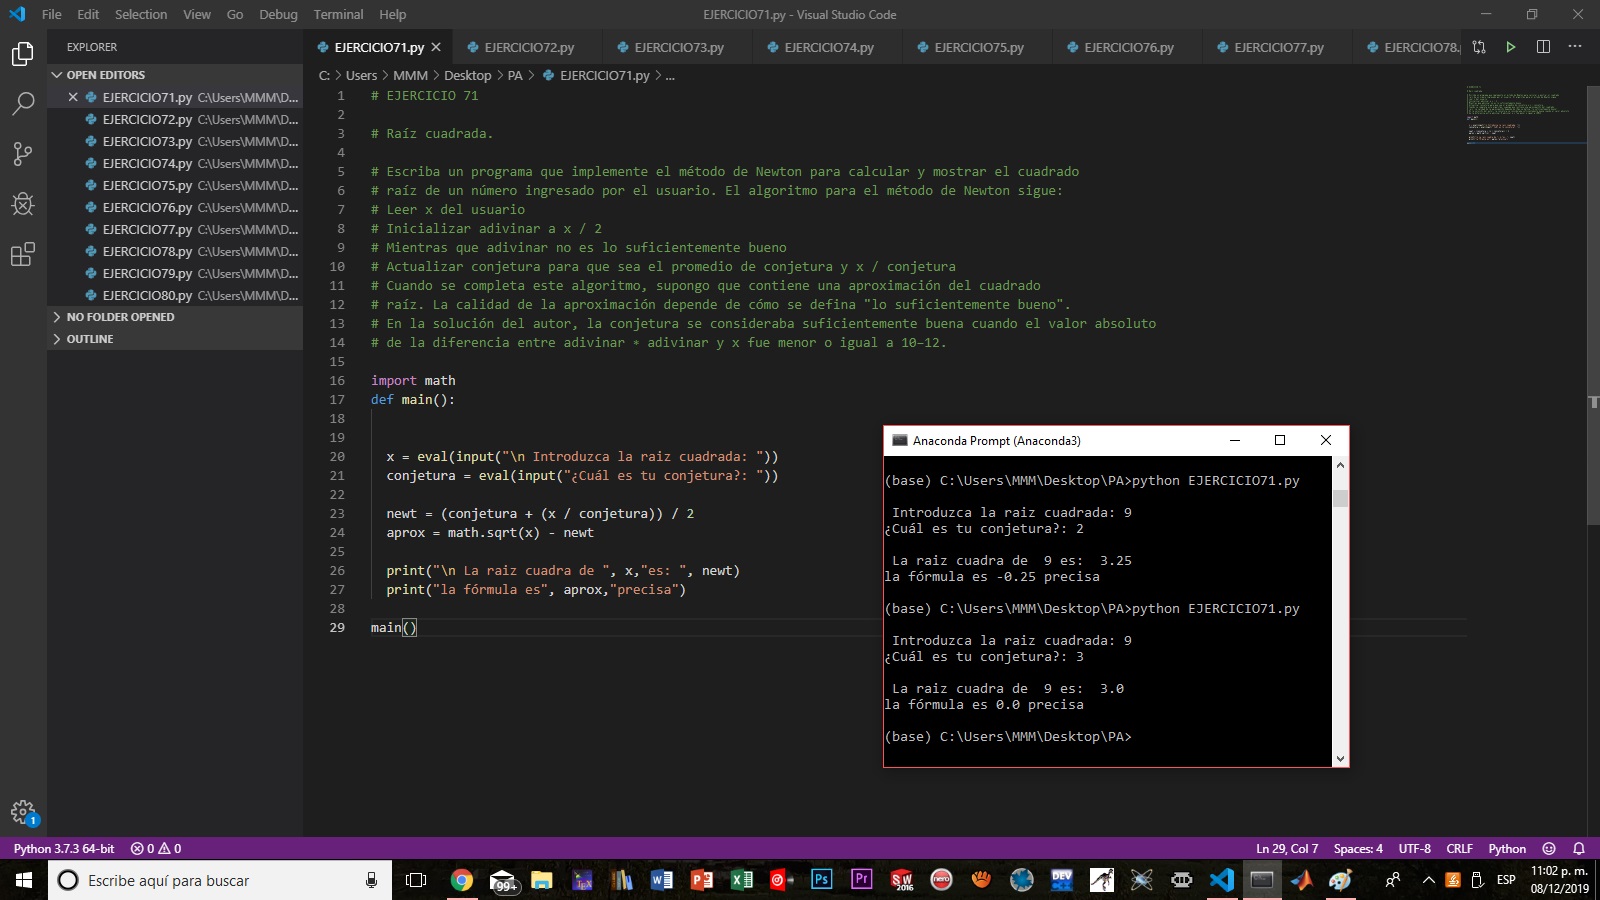 File Edit Selection View Go Debug Terminal Help
EJERCICIO71.py - Visual Studio Code
EXPLORER
OPEN EDITORS
EJERCICIO71.py C:\Users\MMM\D...
EJERCICIO72.py C:\Users\MMM\D...
EJERCICIO73.py C:\Users\MMM\D...
EJERCICIO74.py C:\Users\MMM\D...
EJERCICIO75.py C:\Users\MMM\D...
EJERCICIO76.py C:\Users\MMM\D...
EJERCICIO77.py C:\Users\MMM\D...
EJERCICIO78.py C:\Users\MMM\D...
EJERCICIO79.py C:\Users\MMM\D...
EJERCICIO80.py C:\Users\MMM\D...
NO FOLDER OPENED
OUTLINE
EJERCICIO71.py EJERCICIO72.py EJERCICIO73.py EJERCICIO74.py EJERCICIO75.py EJERCICIO76.py EJERCICIO77.py EJERCICIO78.
C: > Users > MMM > Desktop > PA > EJERCICIO71.py > ...
1 # EJERCICIO 71
2
3 # Raíz cuadrada.
4
5 # Escriba un programa que implemente el método de Newton para calcular y mostrar el cuadrado
6 # raíz de un número ingresado por el usuario. El algoritmo para el método de Newton sigue:
7 # Leer x del usuario
8 # Inicializar adivinar a x / 2
9 # Mientras que adivinar no es lo suficientemente bueno
10 # Actualizar conjetura para que sea el promedio de conjetura y x / conjetura
11 # Cuando se completa este algoritmo, supongo que contiene una aproximación del cuadrado
12 # raíz. La calidad de la aproximación depende de cómo se defina "lo suficientemente bueno".
13 # En la solución del autor, la conjetura se consideraba suficientemente buena cuando el valor absoluto
14 # de la diferencia entre adivinar ∗ adivinar y x fue menor o igual a 10−12.
15
16 import math
17 def main():
18
19
20 x = eval(input("\n Introduzca la raiz cuadrada: "))
21 conjetura = eval(input("¿Cuál es tu conjetura?: "))
22
23 newt = (conjetura + (x / conjetura)) / 2
24 aprox = math.sqrt(x) - newt
25
26 print("\n La raiz cuadra de ", x,"es: ", newt)
27 print("la fórmula es", aprox,"precisa")
28
29 main()
Anaconda Prompt (Anaconda3)
(base) C:\Users\MMM\Desktop\PA>python EJERCICIO71.py
Introduzca la raiz cuadrada: 9
¿Cuál es tu conjetura?: 2
La raiz cuadra de  9 es:  3.25
la fórmula es -0.25 precisa
(base) C:\Users\MMM\Desktop\PA>python EJERCICIO71.py
Introduzca la raiz cuadrada: 9
¿Cuál es tu conjetura?: 3
La raiz cuadra de  9 es:  3.0
la fórmula es 0.0 precisa
(base) C:\Users\MMM\Desktop\PA>
1
Python 3.7.3 64-bit 0 0 Ln 29, Col 7 Spaces: 4 UTF-8 CRLF Python
Escribe aquí para buscar
99+
Ps
Pr
SW
2016
nero
DEV
ESP
11:02 p. m.
08/12/2019